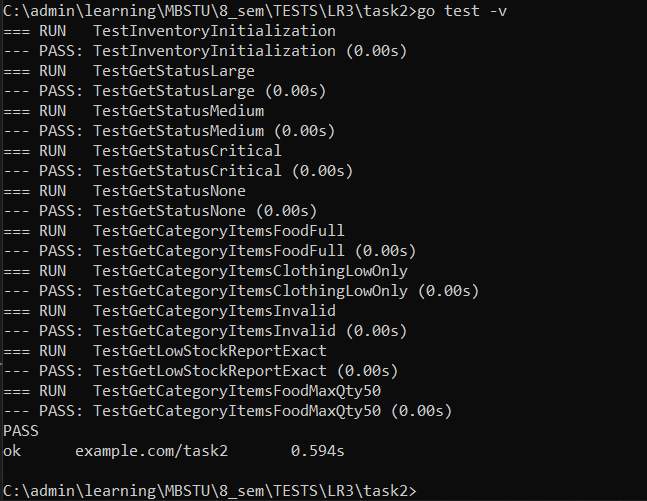 C:\admin\learning\MBSTU\8_sem\TESTS\LR3\task2>go test -v
=== RUN   TestInventoryInitialization
--- PASS: TestInventoryInitialization (0.00s)
=== RUN   TestGetStatusLarge
--- PASS: TestGetStatusLarge (0.00s)
=== RUN   TestGetStatusMedium
--- PASS: TestGetStatusMedium (0.00s)
=== RUN   TestGetStatusCritical
--- PASS: TestGetStatusCritical (0.00s)
=== RUN   TestGetStatusNone
--- PASS: TestGetStatusNone (0.00s)
=== RUN   TestGetCategoryItemsFoodFull
--- PASS: TestGetCategoryItemsFoodFull (0.00s)
=== RUN   TestGetCategoryItemsClothingLowOnly
--- PASS: TestGetCategoryItemsClothingLowOnly (0.00s)
=== RUN   TestGetCategoryItemsInvalid
--- PASS: TestGetCategoryItemsInvalid (0.00s)
=== RUN   TestGetLowStockReportExact
--- PASS: TestGetLowStockReportExact (0.00s)
=== RUN   TestGetCategoryItemsFoodMaxQty50
--- PASS: TestGetCategoryItemsFoodMaxQty50 (0.00s)
PASS
ok      example.com/task2       0.594s
C:\admin\learning\MBSTU\8_sem\TESTS\LR3\task2>